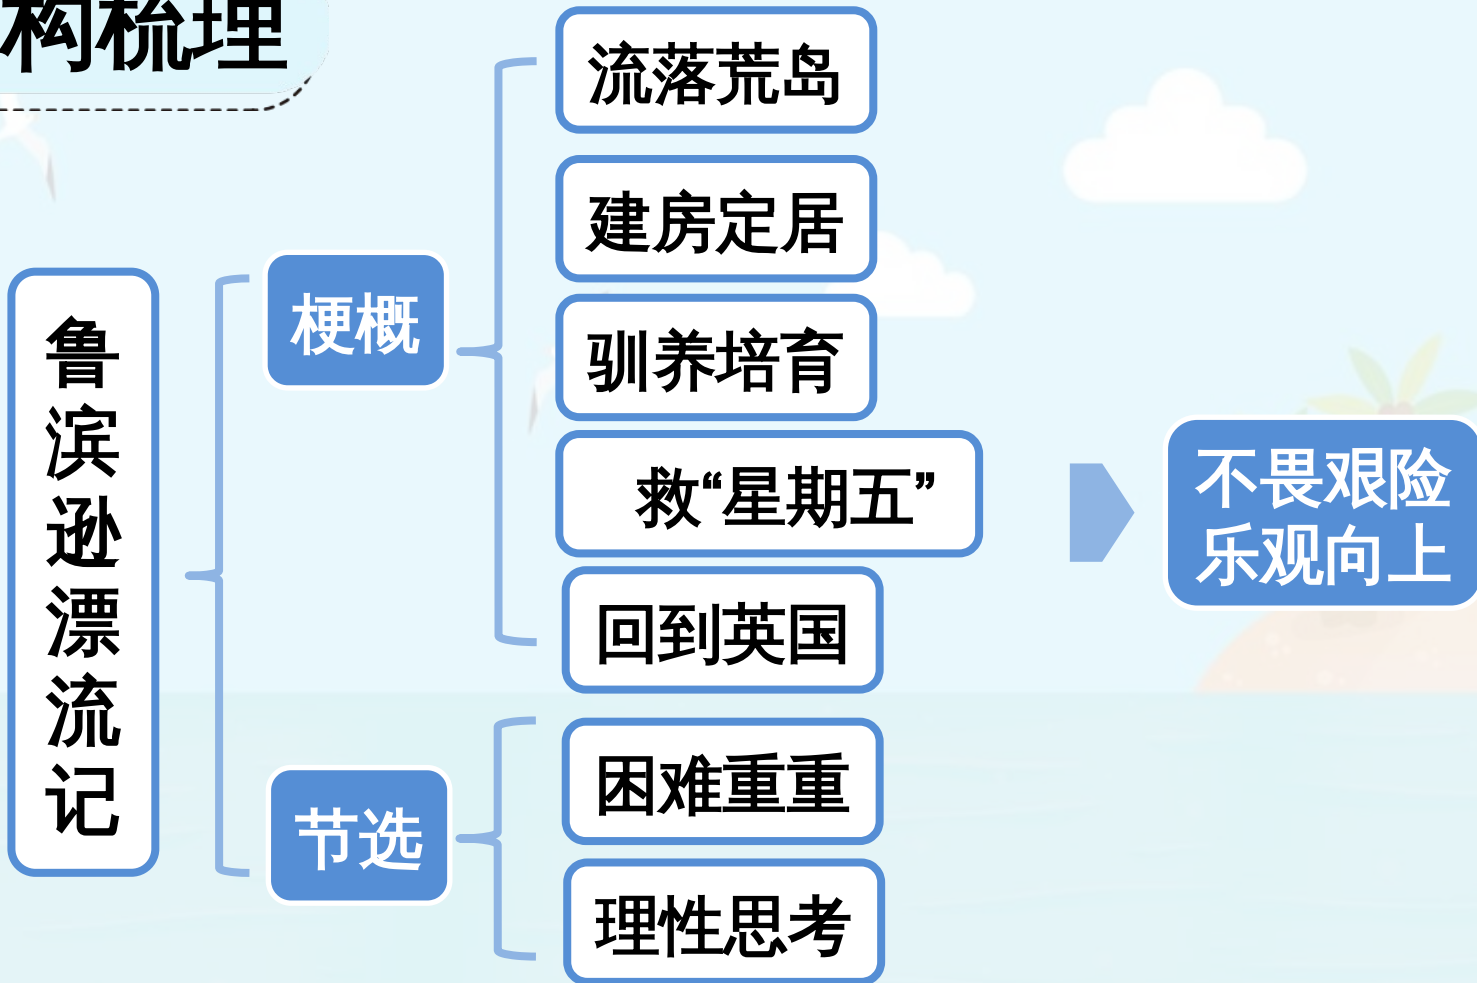 构梳理
鲁滨逊漂流记
梗概
流落荒岛
建房定居
驯养培育
救“星期五”
回到英国
节选
困难重重
理性思考
不畏艰险
乐观向上